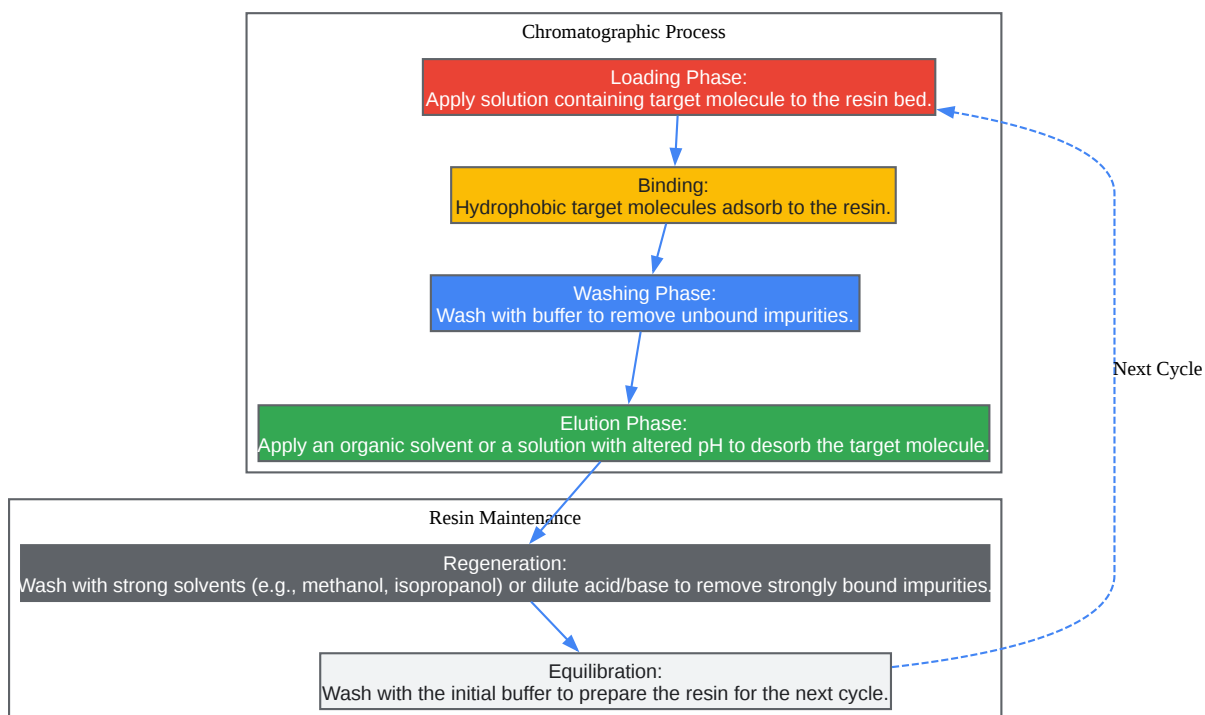 Chromatographic Process
Loading Phase:
Apply solution containing target molecule to the resin bed.
Binding:
Hydrophobic target molecules adsorb to the resin.
Washing Phase:
Wash with buffer to remove unbound impurities.
Next Cycle
Elution Phase:
Apply an organic solvent or a solution with altered pH to desorb the target molecule.
Resin Maintenance
Regeneration:
Wash with strong solvents (e.g., methanol, isopropanol) or dilute acid/base to remove strongly bound impurities.
Equilibration:
Wash with the initial buffer to prepare the resin for the next cycle.